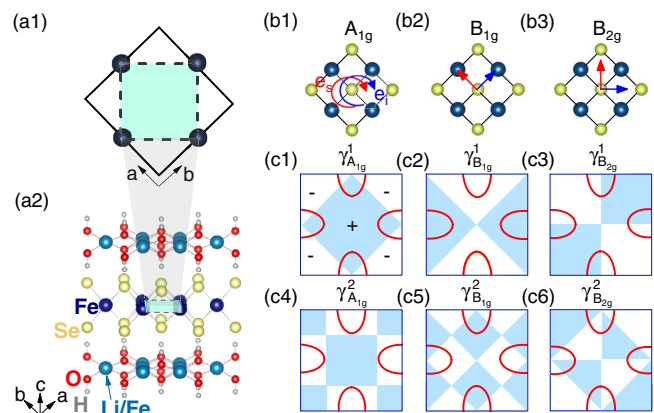 (a1)
a b
(a2)
Fe
Se
O
H
Li/Fe
b c a
(b1) A1g
es ei
(b2) B1g
(b3) B2g
(c1) γ¹A1g
- - + - -
(c2) γ¹B1g
(c3) γ¹B2g
(c4) γ²A1g
(c5) γ²B1g
(c6) γ²B2g